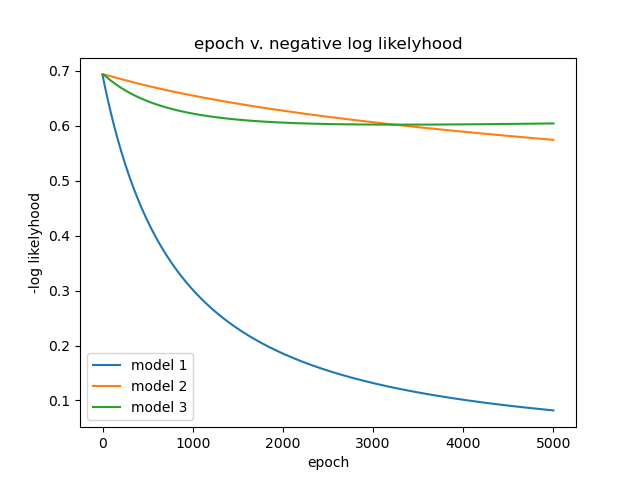 epoch v. negative log likelyhood
-log likelyhood
0.7
0.6
0.5
0.4
0.3
0.2
0.1
model 1
model 2
model 3
0
1000
2000
3000
4000
5000
epoch